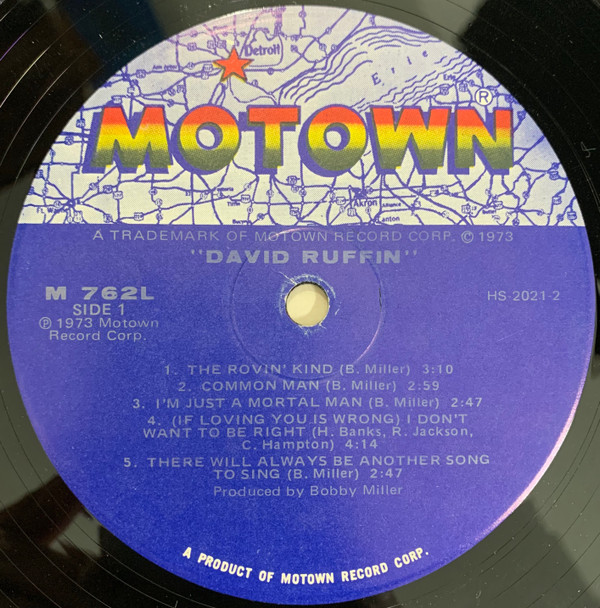 Detroit
Erie
MOTOWN®
Akron
Canton
A TRADEMARK OF MOTOWN RECORD CORP. © 1973
"DAVID RUFFIN"
M 762L
SIDE 1
℗ 1973 Motown
Record Corp.
HS-2021-2
1. THE ROVIN' KIND (B. Miller) 3:10
2. COMMON MAN (B. Miller) 2:59
3. I'M JUST A MORTAL MAN (B. Miller) 2:47
4. (IF LOVING YOU IS WRONG) I DON'T
WANT TO BE RIGHT (H. Banks, R. Jackson,
C. Hampton) 4:14
5. THERE WILL ALWAYS BE ANOTHER SONG
TO SING (B. Miller) 2:47
Produced by Bobby Miller
A PRODUCT OF MOTOWN RECORD CORP.